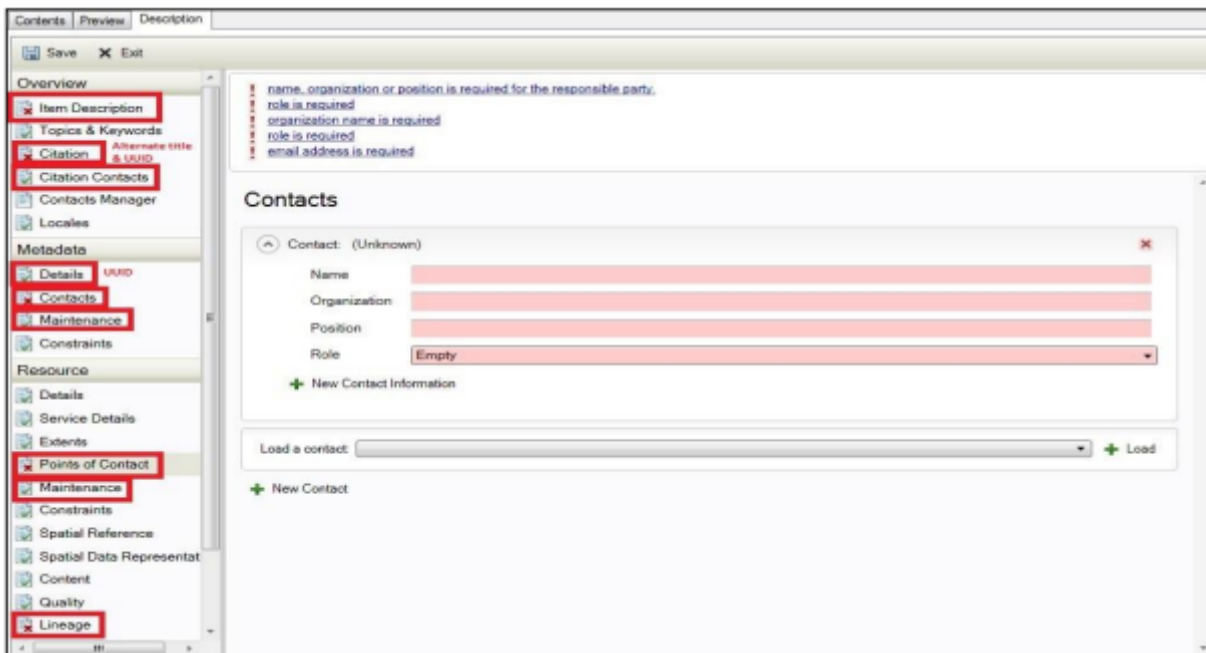 Contents Preview Description
Save Exit
Overview
Item Description
Topics & Keywords
Citation
Alternate title
& UUID
Citation Contacts
Contacts Manager
Locales
Metadata
Details
UUID
Contacts
Maintenance
Constraints
Resource
Details
Service Details
Extents
Points of Contact
Maintenance
Constraints
Spatial Reference
Spatial Data Representat
Content
Quality
Lineage
name, organization or position is required for the responsible party.
role is required
organization name is required
role is required
email address is required
Contacts
Contact: (Unknown)
Name
Organization
Position
Role Empty
New Contact Information
Load a contact: Load
New Contact